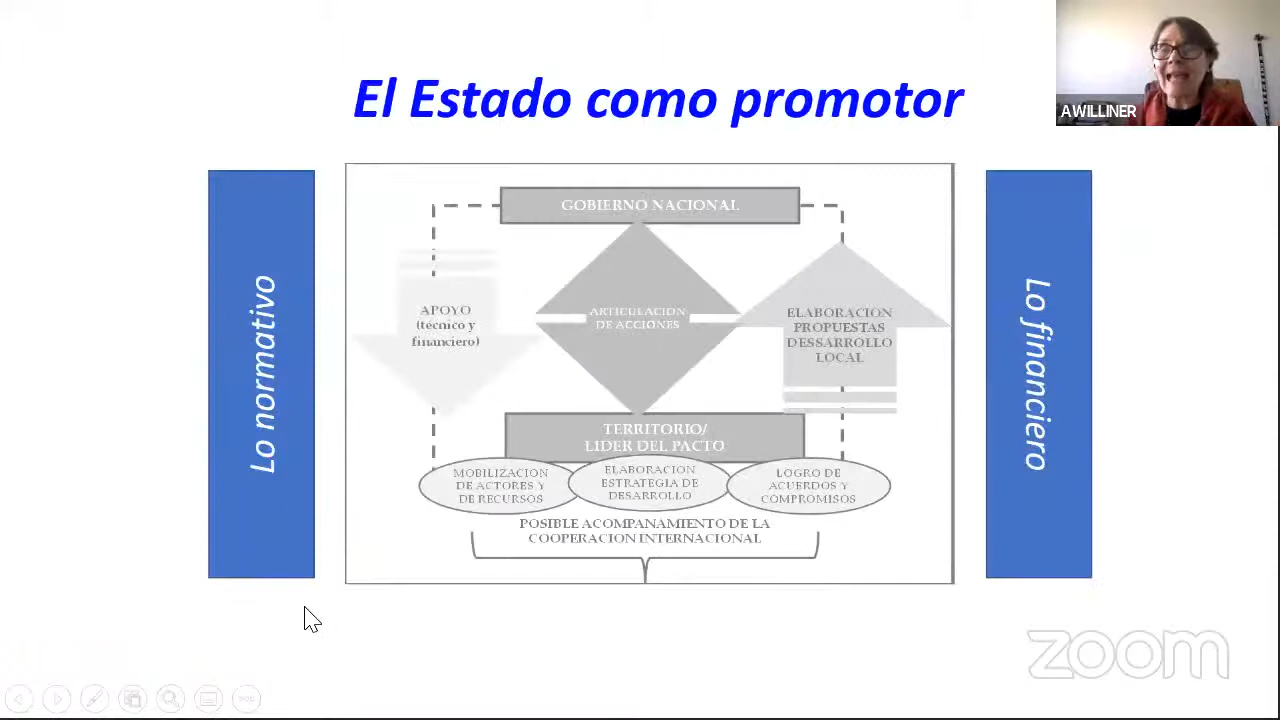 El Estado como promotor
AWILLINER
Lo normativo
GOBIERNO NACIONAL
APOYO
(técnico y
financiero)
ARTICULACION
DE ACCIONES
ELABORACION
PROPUESTAS
DESSARROLLO
LOCAL
TERRITORIO/
LIDER DEL PACTO
MOBILIZACION
DE ACTORES Y
DE RECURSOS
ELABORACION
ESTRATEGIA DE
DESARROLLO
LOGRO DE
ACUERDOS Y
COMPROMISOS
POSIBLE ACOMPANAMIENTO DE LA
COOPERACION INTERNACIONAL
Lo financiero
zoom